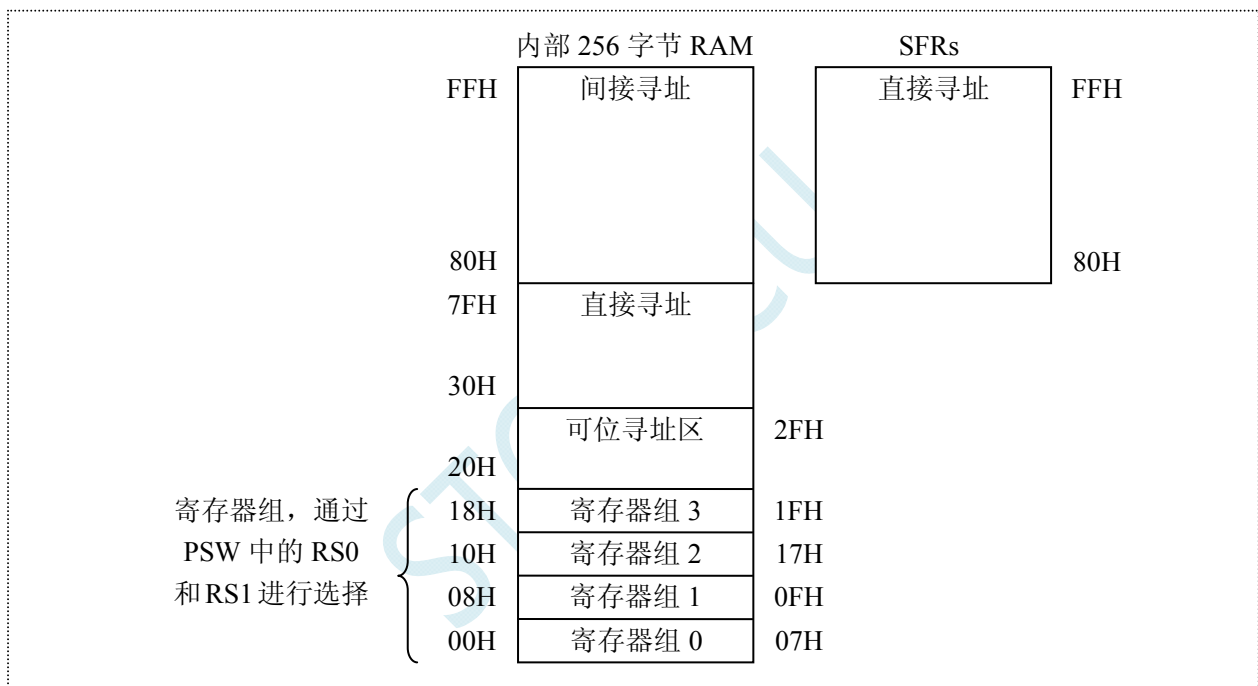 内部 256 字节 RAM SFRs
FFH 间接寻址 直接寻址 FFH
80H 80H
7FH 直接寻址
30H
可位寻址区 2FH
20H
寄存器组，通过 18H 寄存器组 3 1FH
PSW 中的 RS0 10H 寄存器组 2 17H
和RS1进行选择 08H 寄存器组 1 0FH
00H 寄存器组 0 07H